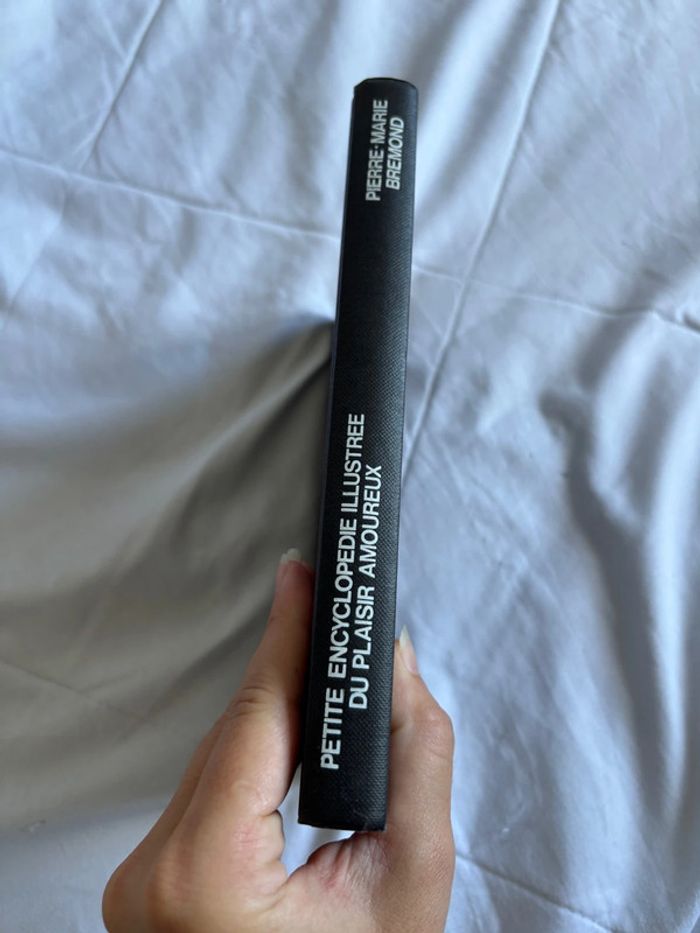 PETITE ENCYCLOPEDIE ILLUSTREE
DU PLAISIR AMOUREUX
PIERRE-MARIE
BREMOND